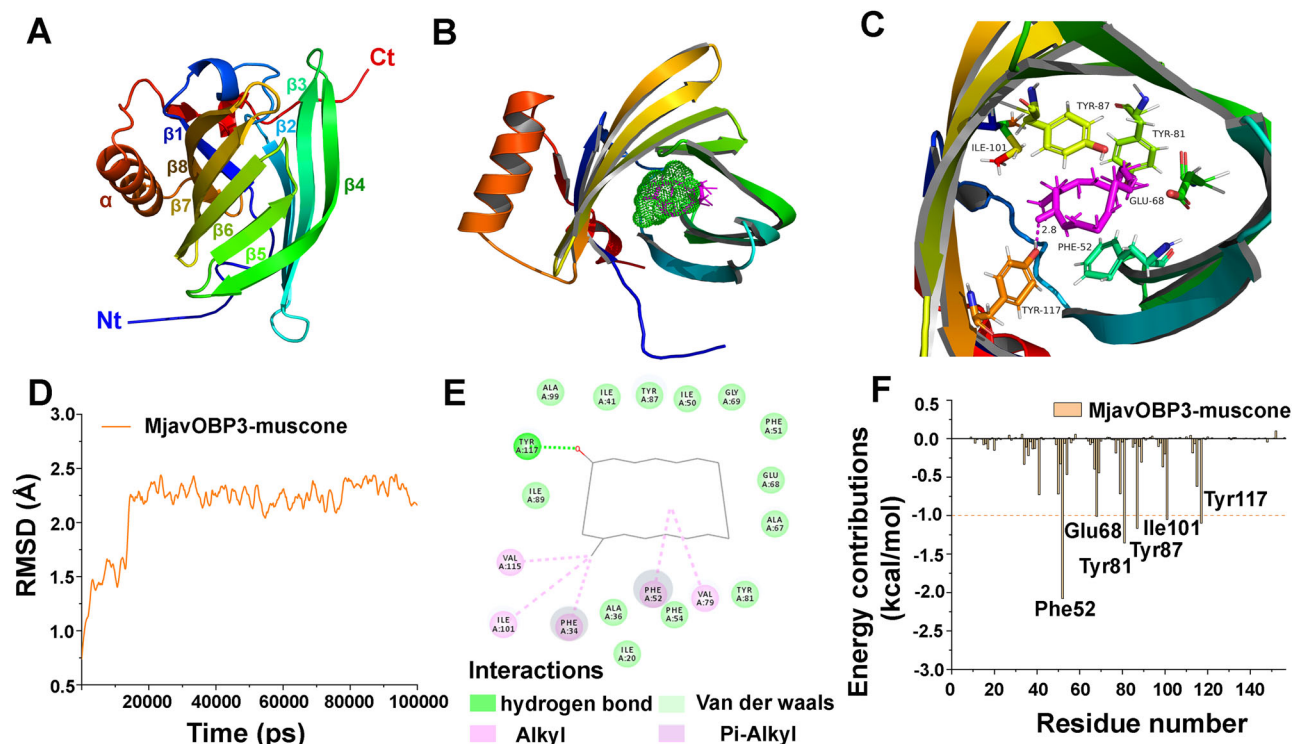 A
Ct
β3
β1
β2
β8
β4
α
β7
β6
β5
Nt
B
C
TYR-87
TYR-81
ILE-101
GLU-68
2.8
PHE-52
TYR-117
D
MjavOBP3-muscone
RMSD (Å)
3.0
2.5
2.0
1.5
1.0
0.5
20000 40000 60000 80000 100000
Time (ps)
E
ALA A:99
ILE A:41
TYR A:87
ILE A:50
GLY A:69
PHE A:51
TYR A:117
GLU A:68
ILE A:89
ALA A:67
VAL A:115
PHE A:52
VAL A:79
TYR A:81
ILE A:101
PHE A:34
ALA A:36
PHE A:54
ILE A:20
Interactions
hydrogen bond
Van der waals
Alkyl
Pi-Alkyl
F
MjavOBP3-muscone
Energy contributions
(kcal/mol)
0.5
0.0
-0.5
-1.0
-1.5
-2.0
-2.5
-3.0
Tyr117
Glu68
Ile101
Tyr87
Tyr81
Phe52
0 20 40 60 80 100 120 140
Residue number